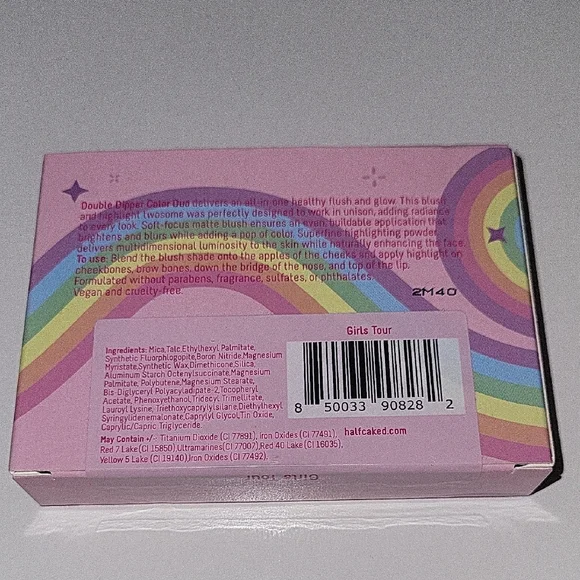 Double Dipper Color Duo delivers an all-in-one healthy flush and glow. This blush
and highlight twosome was perfectly designed to work in unison, adding radiance
to every look. Soft-focus matte blush ensures an even, buildable application that
brightens and blurs while adding a pop of color. Superfine highlighting powder
delivers multidimensional luminosity to the skin while naturally enhancing the face.
To use: Blend the blush shade onto the apples of the cheeks and apply highlight on
cheekbones, brow bones, down the bridge of the nose, and top of the lip.
Formulated without parabens, fragrance, sulfates, or phthalates.
Vegan and cruelty-free.
2M40
Girls Tour
Ingredients: Mica,Talc,Ethylhexyl, Palmitate,
Synthetic Fluorphlogopite,Boron Nitride,Magnesium
Myristate,Synthetic Wax,Dimethicone,Silica,
Aluminum Starch Octenylsuccinate,Magnesium
Palmitate, Polybutene,Magnesium Stearate,
Bis-Diglyceryl Polyacyladipate-2,Tocopheryl
Acetate, Phenoxyethanol,Tridecyl, Trimellitate,
Lauroyl Lysine, Triethoxycaprylylsilane,Diethylhexyl
Syringylidenemalonate,Caprylyl Glycol,Tin Oxide,
Caprylic/Capric Triglyceride.
May Contain +/- Titanium Dioxide (CI 77891), Iron Oxides (CI 77491),
Red 7 Lake(CI 15850) Ultramarines(CI 77007),Red 40 Lake (CI 16035),
Yellow 5 Lake (CI 19140),Iron Oxides (CI 77492).
8 50033 90828 2
halfcaked.com
Girls Tour